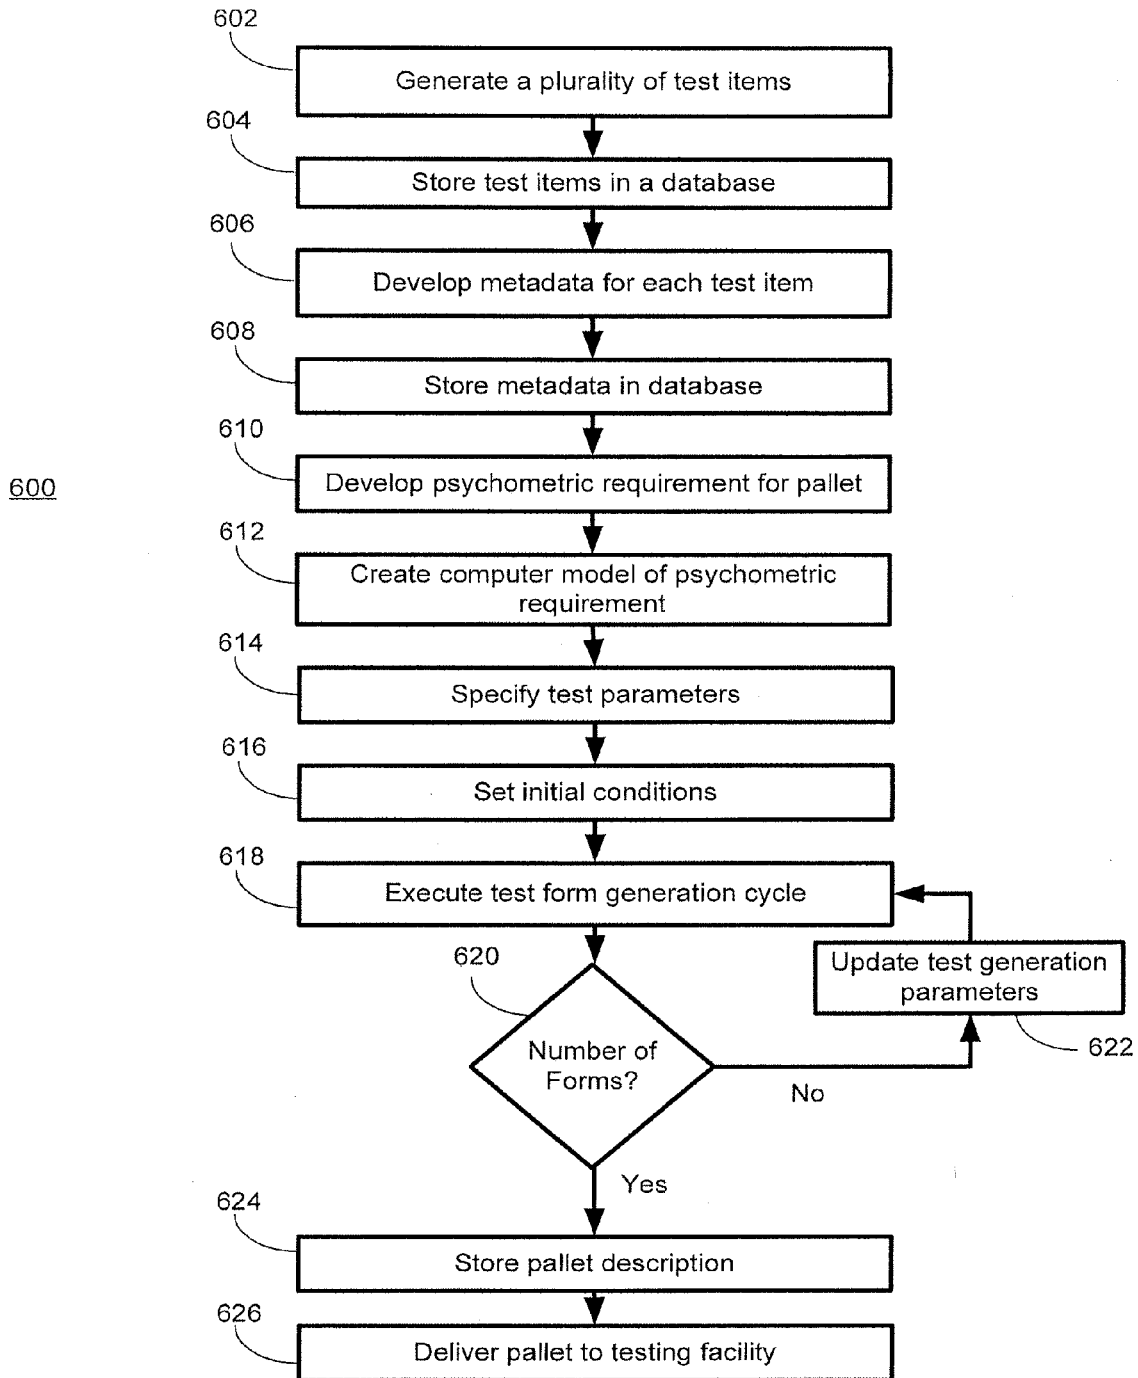 602
Generate a plurality of test items
604
Store test items in a database
606
Develop metadata for each test item
608
Store metadata in database
610
Develop psychometric requirement for pallet
600
612
Create computer model of psychometric
requirement
614
Specify test parameters
616
Set initial conditions
618
Execute test form generation cycle
620
Update test generation
parameters
622
Number of
Forms?
No
Yes
624
Store pallet description
626
Deliver pallet to testing facility